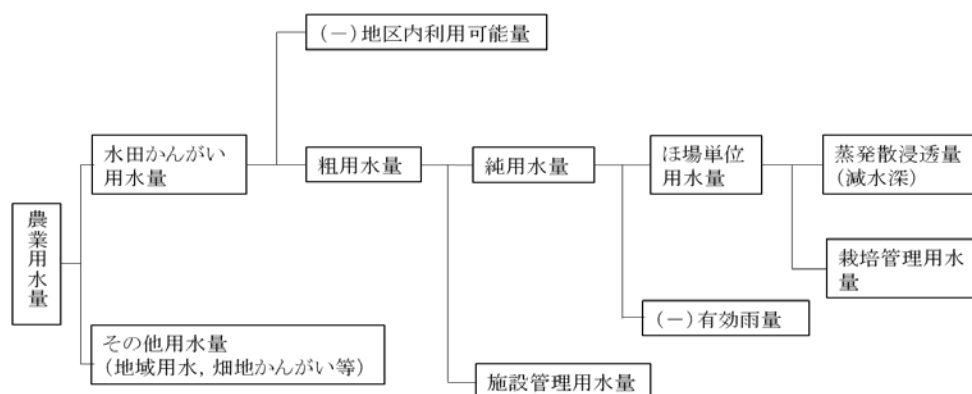 (－)地区内利用可能量
水田かんがい
用水量
粗用水量
純用水量
ほ場単位
用水量
蒸発散浸透量
(減水深)
農業用水量
栽培管理用水
量
(－)有効雨量
その他用水量
(地域用水, 畑地かんがい等)
施設管理用水量